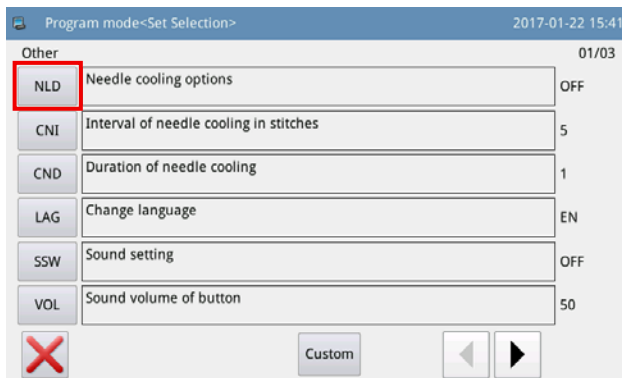 Program mode<Set Selection> 2017-01-22 15:41
Other 01/03
NLD Needle cooling options OFF
CNI Interval of needle cooling in stitches 5
CND Duration of needle cooling 1
LAG Change language EN
SSW Sound setting OFF
VOL Sound volume of button 50
Custom